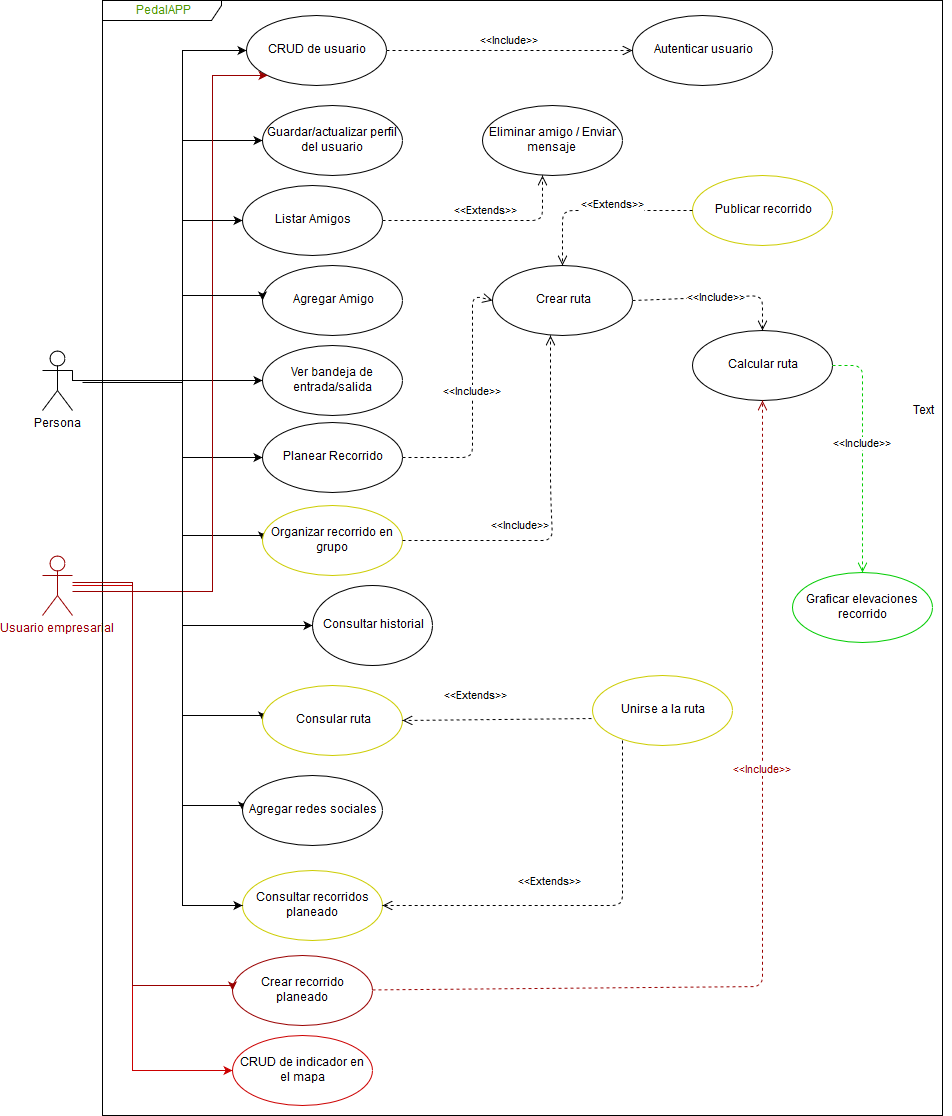 PedalAPP
CRUD de usuario
<<Include>>
Autenticar usuario
Guardar/actualizar perfil
del usuario
Eliminar amigo / Enviar
mensaje
Listar Amigos
<<Extends>>
<<Extends>>
Publicar recorrido
Agregar Amigo
Crear ruta
<<Include>>
Calcular ruta
Ver bandeja de
entrada/salida
<<Include>>
Persona
Text
<<Include>>
Planear Recorrido
Organizar recorrido en
grupo
<<Include>>
Graficar elevaciones
recorrido
Usuario empresarial
Consultar historial
<<Extends>>
Consular ruta
Unirse a la ruta
<<Include>>
Agregar redes sociales
<<Extends>>
Consultar recorridos
planeado
Crear recorrido
planeado
CRUD de indicador en
el mapa